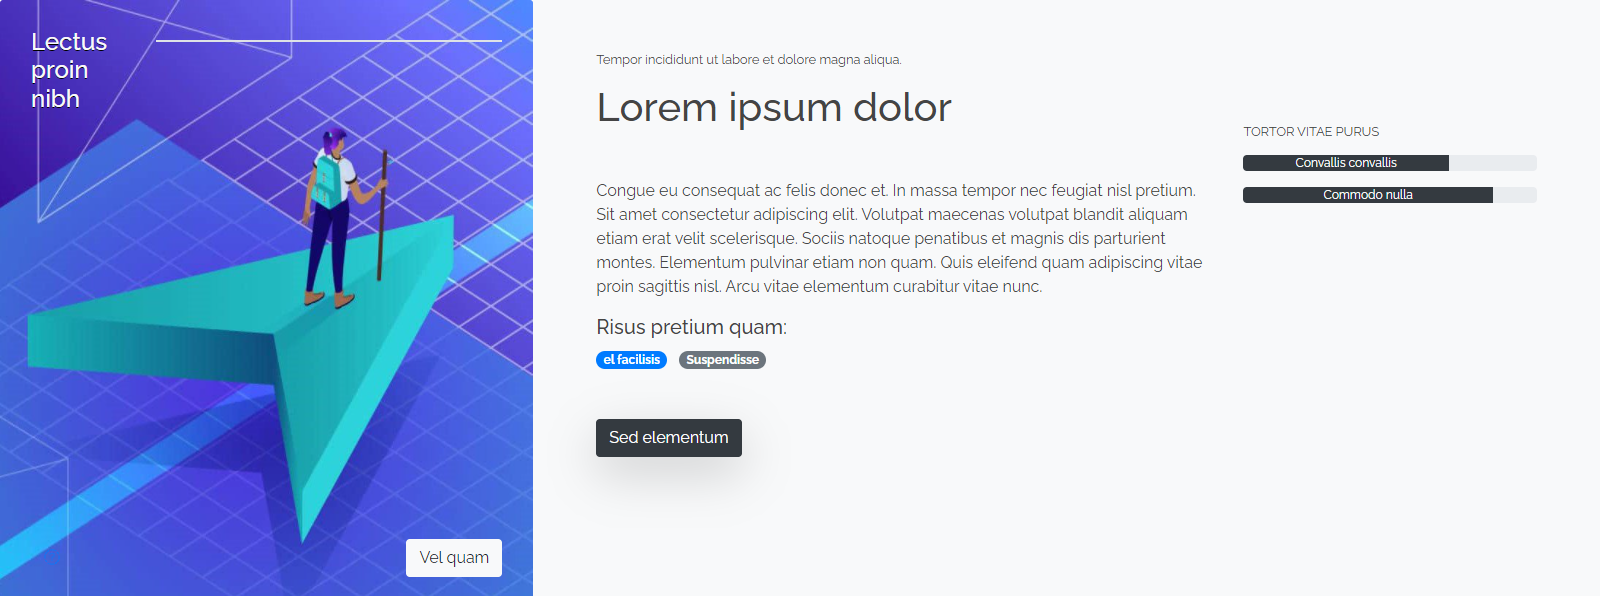 Lectus
proin
nibh
Vel quam
Tempor incididunt ut labore et dolore magna aliqua.
Lorem ipsum dolor
Congue eu consequat ac felis donec et. In massa tempor nec feugiat nisl pretium.
Sit amet consectetur adipiscing elit. Volutpat maecenas volutpat blandit aliquam
etiam erat velit scelerisque. Sociis natoque penatibus et magnis dis parturient
montes. Elementum pulvinar etiam non quam. Quis eleifend quam adipiscing vitae
proin sagittis nisl. Arcu vitae elementum curabitur vitae nunc.
Risus pretium quam:
el facilisis Suspendisse
Sed elementum
TORTOR VITAE PURUS
Convallis convallis
Commodo nulla